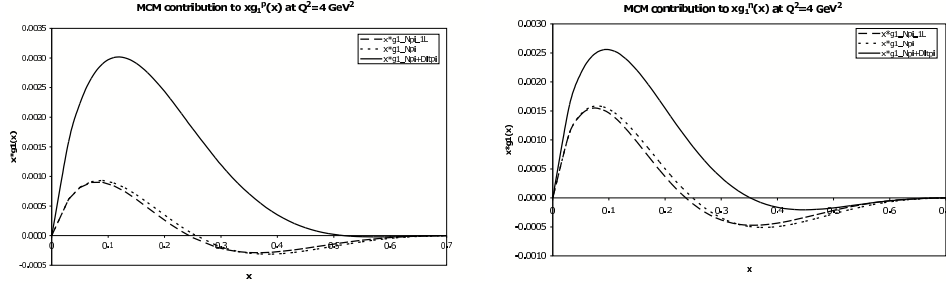 MCM contribution to xg₁ᵖ(x) at Q²=4 GeV²
x*g1_Npi_1L
x*g1_Npi
x*g1_Npi+Dltpi
x*g1(x)
0.0035
0.0030
0.0025
0.0020
0.0015
0.0010
0.0005
0.0000
-0.0005
0
0.1
0.2
0.3
0.4
0.5
0.6
0.7
x
MCM contribution to xg₁ⁿ(x) at Q²=4 GeV²
x*g1_Npi_1L
x*g1_Npi
x*g1_Npi+Dltpi
x*g1(x)
0.0030
0.0025
0.0020
0.0015
0.0010
0.0005
0.0000
-0.0005
-0.0010
0
0.1
0.2
0.3
0.4
0.5
0.6
x